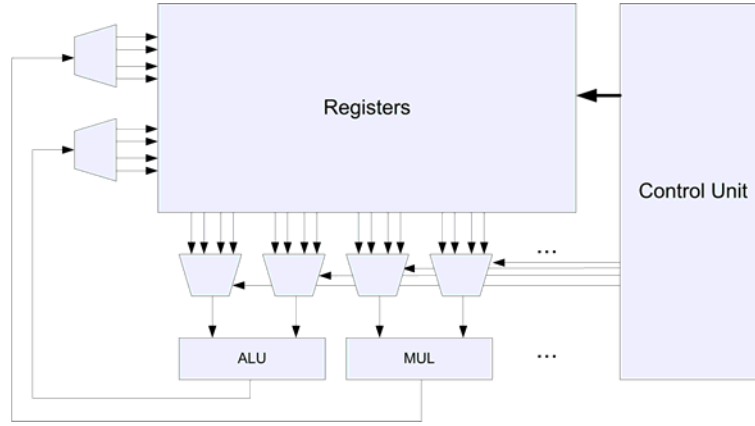 Registers
Control Unit
...
ALU
MUL
...